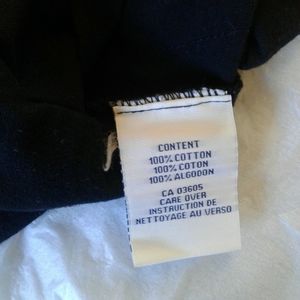 CONTENT
100% COTTON
100% COTON
100% ALGODON
CA 03605
CARE OVER
INSTRUCTION DE
NETTOYAGE AU VERSO